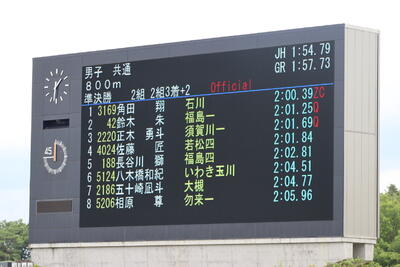 JH 1:54.79
男子 共通
GR 1:57.73
800m
準決勝 2組 2組3着+2 Official
1 3169 角田 翔 石川 2:00.39 ZC
2 42 鈴木 朱 福島一 2:01.25 Q
3 2220 正木 勇斗 須賀川一 2:01.69 Q
4 4024 佐藤 匠 若松四 2:01.84
5 188 長谷川 獅 福島四 2:02.81
6 5124 八木橋和紀 いわき玉川 2:04.51
7 2186 五十嵐凪斗 大槻 2:04.77
8 5206 相原 尊 勿来一 2:05.96
45